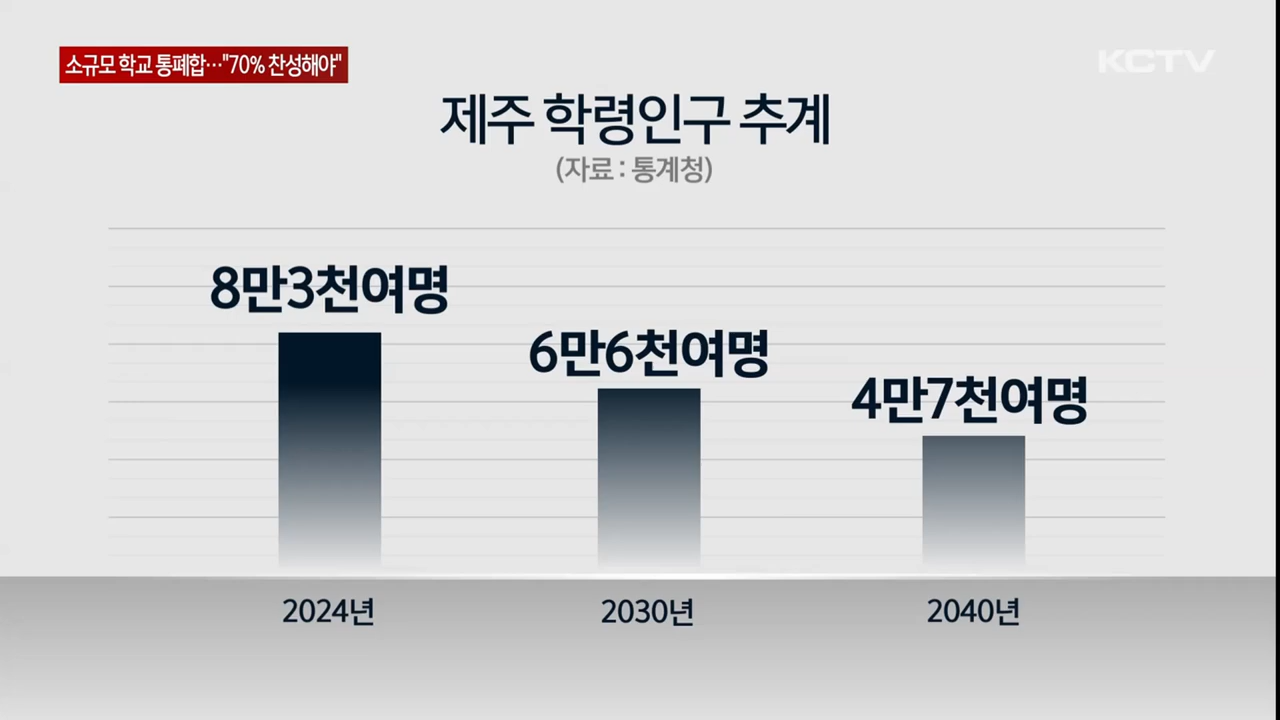 소규모 학교 통폐합…"70% 찬성해야"
KCTV
제주 학령인구 추계
(자료 : 통계청)
8만3천여명
6만6천여명
4만7천여명
2024년
2030년
2040년